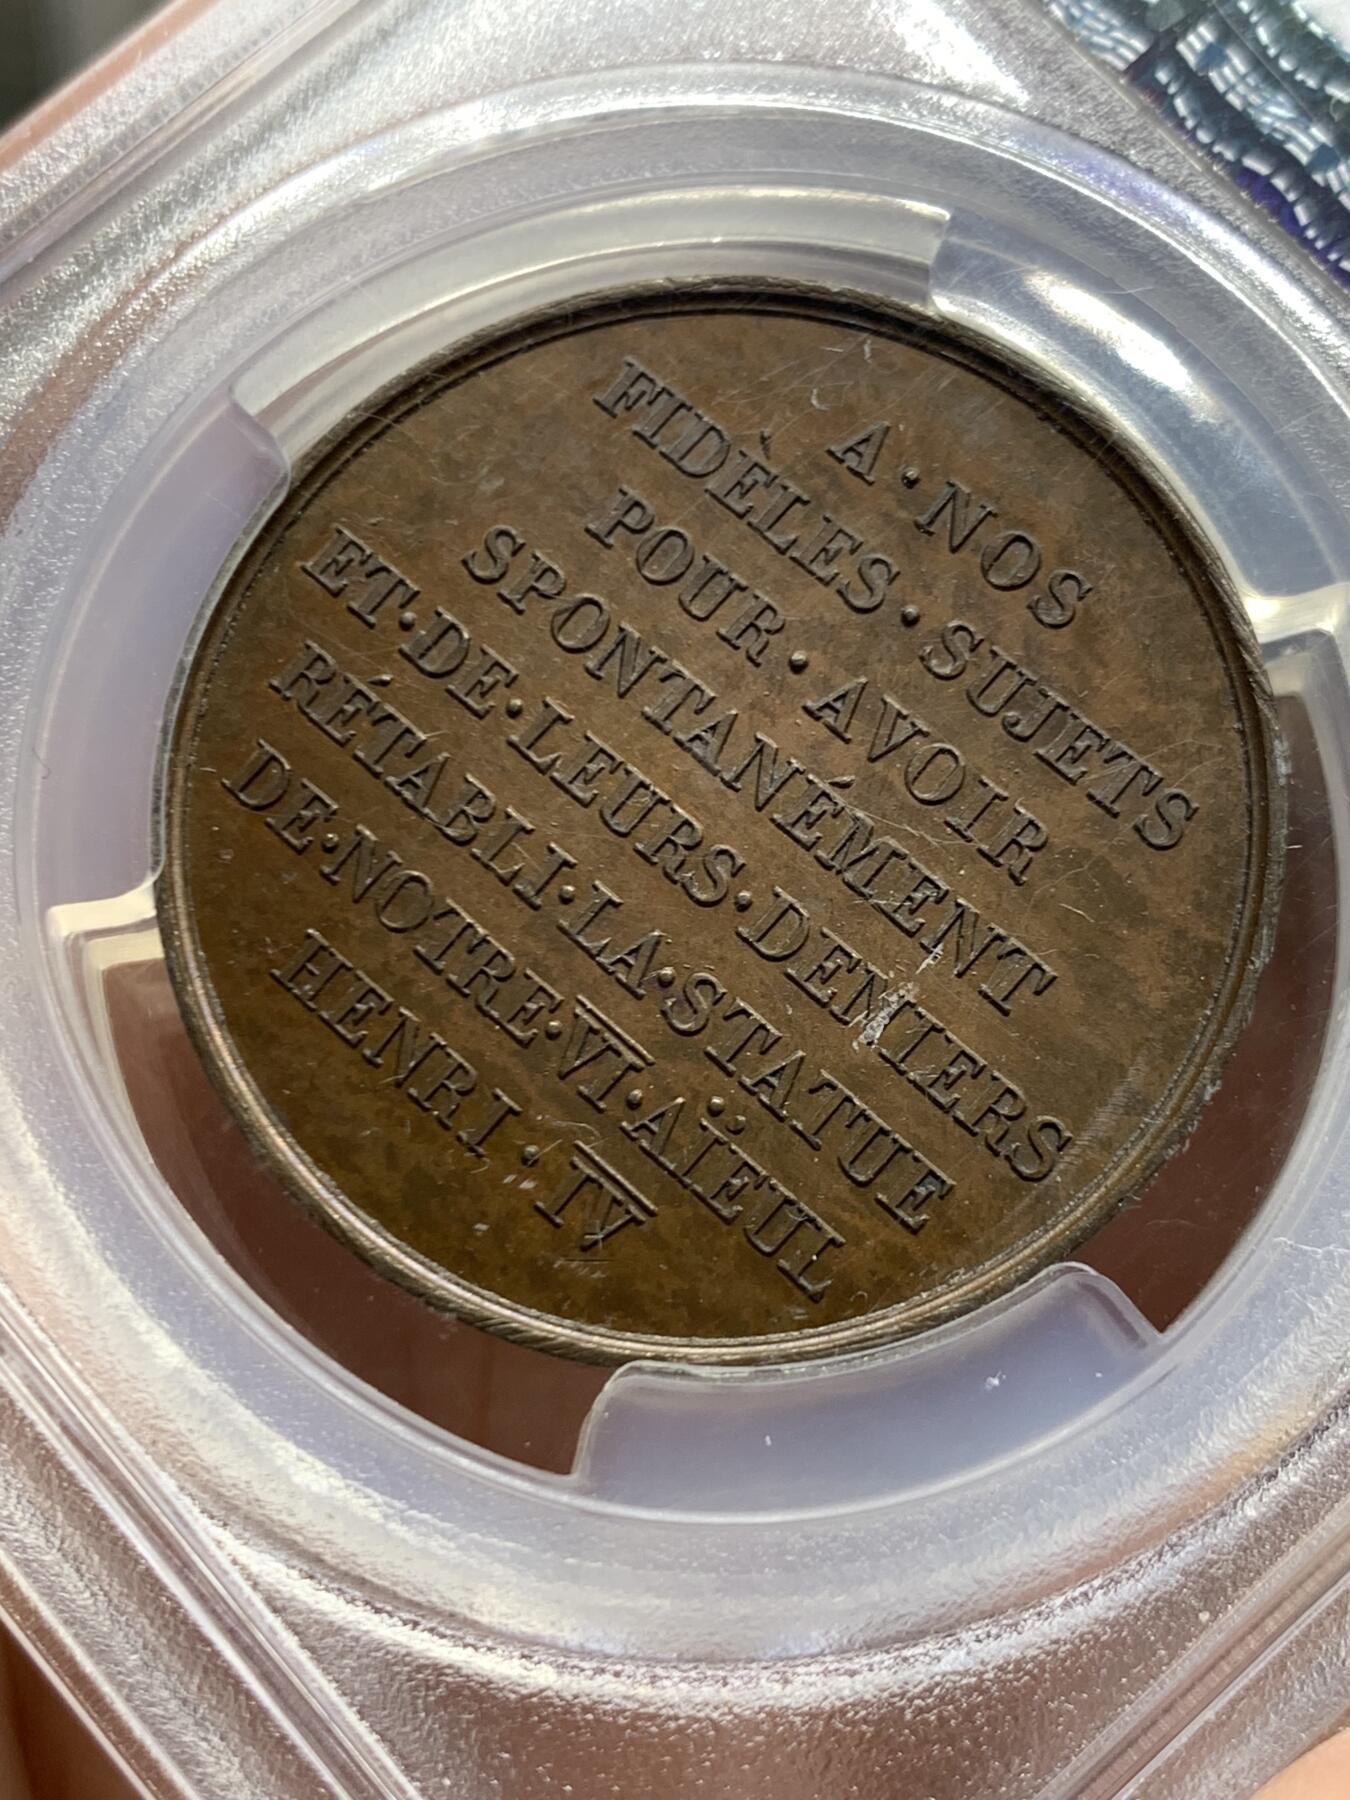 A·NOS
FIDÈLES·SUJETS
POUR·AVOIR
SPONTANÉMENT
ET·DE·LEURS·DENIERS
RÉTABLI·LA·STATUE
DE·NOTRE·VI·AÏEUL
HENRI·IV